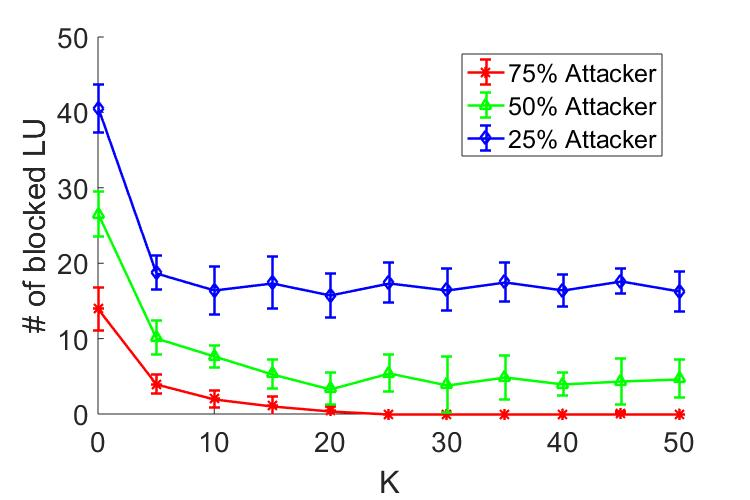 50
40
30
20
10
0
# of blocked LU
75% Attacker
50% Attacker
25% Attacker
0 10 20 30 40 50
K